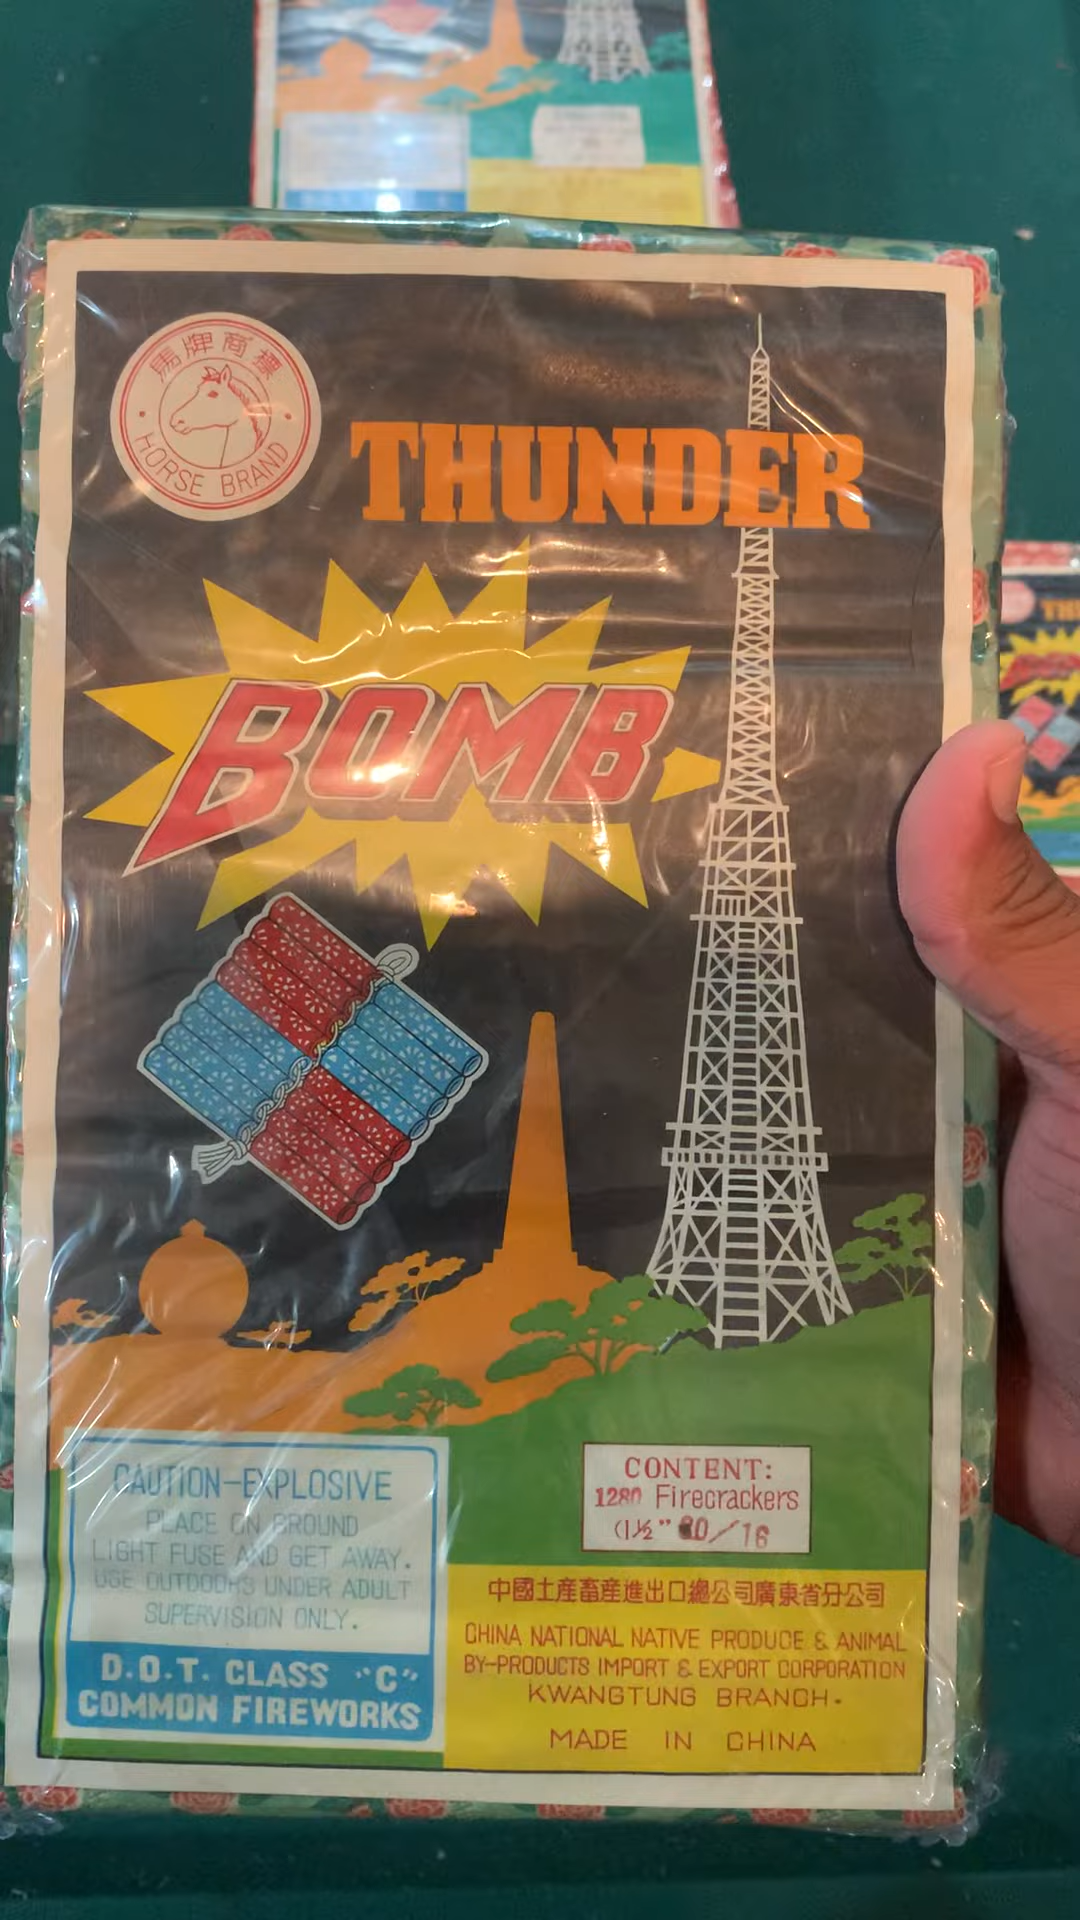 馬牌商標
HORSE BRAND
THUNDER
BOMB
CAUTION-EXPLOSIVE
PLACE ON GROUND
LIGHT FUSE AND GET AWAY.
USE OUTDOORS UNDER ADULT
SUPERVISION ONLY.
D.O.T. CLASS "C"
COMMON FIREWORKS
CONTENT:
1280 Firecrackers
(1½" 80/16
中國土產畜產進出口總公司廣東省分公司
CHINA NATIONAL NATIVE PRODUCE & ANIMAL
BY-PRODUCTS IMPORT & EXPORT CORPORATION
KWANGTUNG BRANCH.
MADE IN CHINA